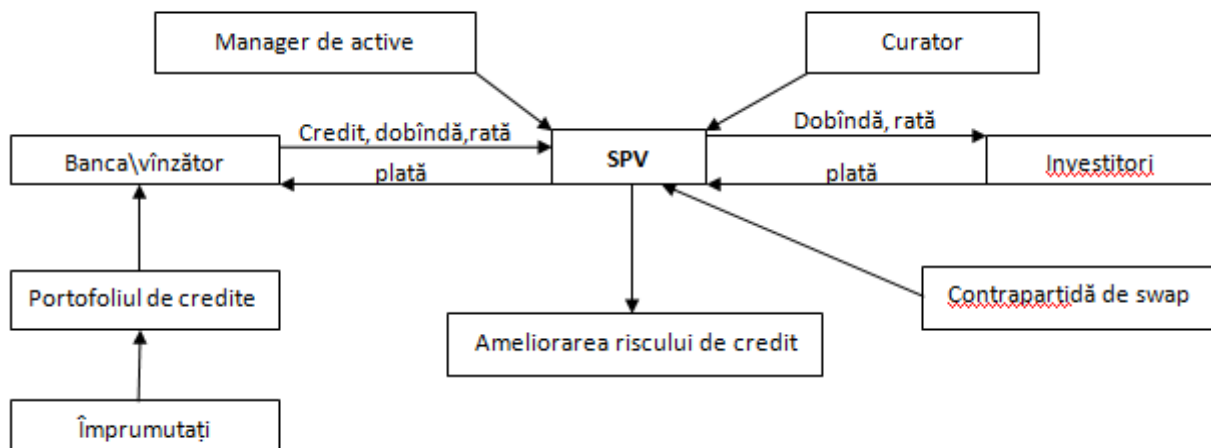 Manager de active
Curator
Credit, dobîndă,rată
Dobîndă, rată
Banca\vînzător
SPV
Investitori
plată
plată
Portofoliul de credite
Contrapartidă de swap
Ameliorarea riscului de credit
Împrumutați